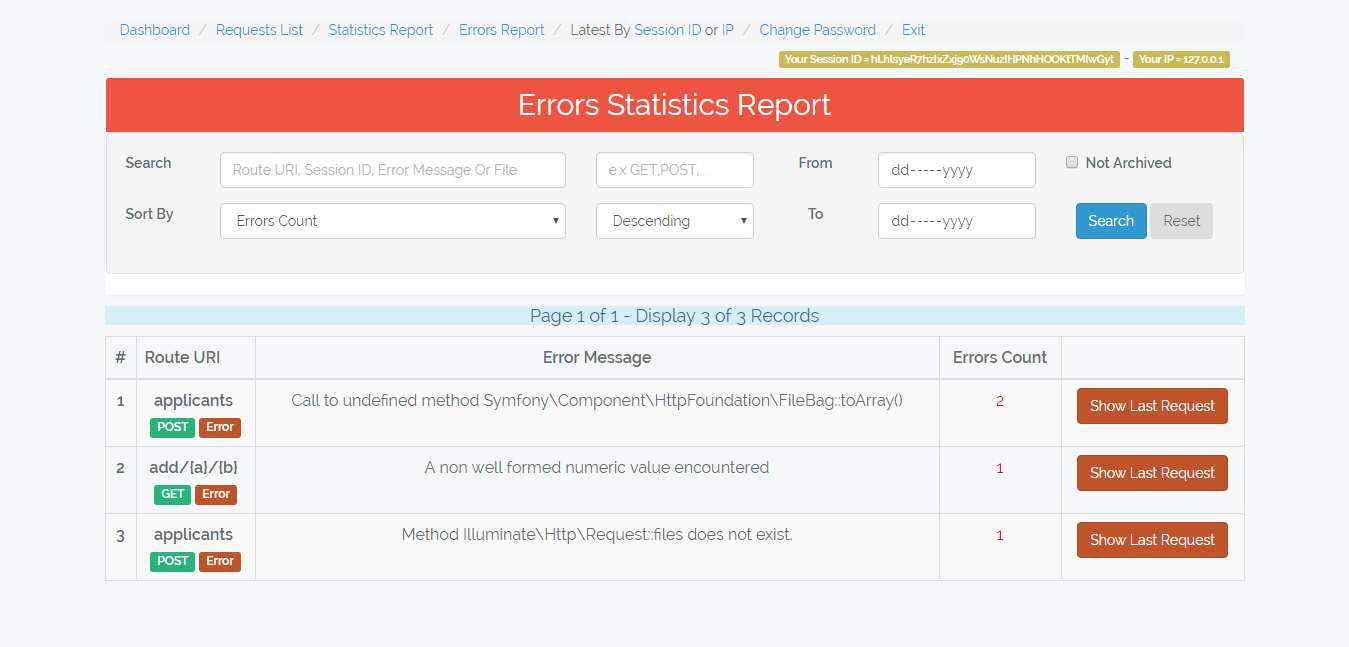 Dashboard / Requests List / Statistics Report / Errors Report / Latest By Session ID or IP / Change Password / Exit
- Your IP = 127.0.0.1
Errors Statistics Report
Search Route URI, Session ID, Error Message Or File e.x GET,POST,... From dd-----yyyy Not Archived
Sort By Errors Count Descending To dd-----yyyy Search Reset
Page 1 of 1 - Display 3 of 3 Records
# Route URI Error Message Errors Count
1 applicants Call to undefined method Symfony\Component\HttpFoundation\FileBag::toArray() 2 Show Last Request
POST Error
2 add/{a}/{b} A non well formed numeric value encountered 1 Show Last Request
GET Error
3 applicants Method Illuminate\Http\Request::files does not exist. 1 Show Last Request
POST Error